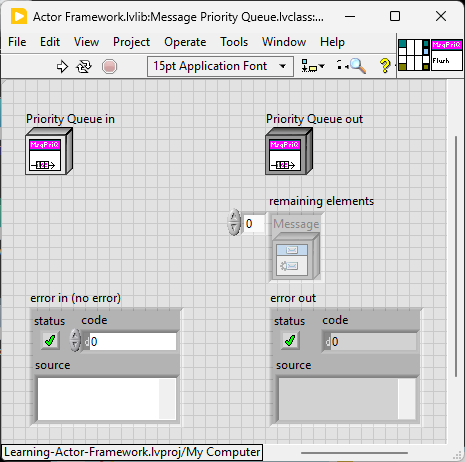 Actor Framework.lvlib:Message Priority Queue.lvclass:...
File Edit View Project Operate Tools Window Help
15pt Application Font
?
MsgPriQ
Flush
Priority Queue in
Priority Queue out
MsgPriQ
MsgPriQ
remaining elements
0
Message
error in (no error)
error out
status code
status code
d 0
d 0
source
source
Learning-Actor-Framework.lvproj/My Computer